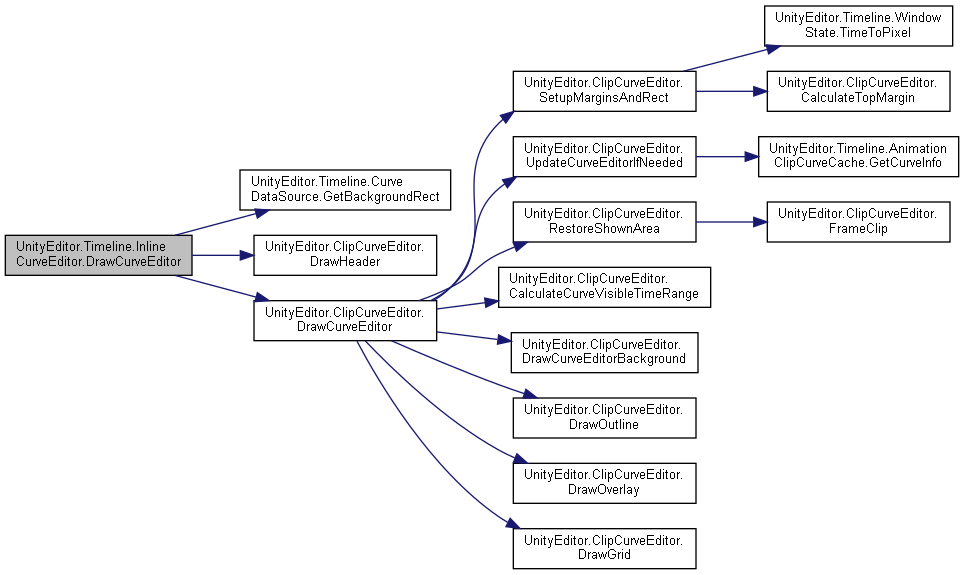 UnityEditor.Timeline.Inline
CurveEditor.DrawCurveEditor
UnityEditor.Timeline.Curve
DataSource.GetBackgroundRect
UnityEditor.ClipCurveEditor.
DrawHeader
UnityEditor.ClipCurveEditor.
DrawCurveEditor
UnityEditor.ClipCurveEditor.
SetupMarginsAndRect
UnityEditor.Timeline.Window
State.TimeToPixel
UnityEditor.ClipCurveEditor.
CalculateTopMargin
UnityEditor.ClipCurveEditor.
UpdateCurveEditorIfNeeded
UnityEditor.Timeline.Animation
ClipCurveCache.GetCurveInfo
UnityEditor.ClipCurveEditor.
RestoreShownArea
UnityEditor.ClipCurveEditor.
FrameClip
UnityEditor.ClipCurveEditor.
CalculateCurveVisibleTimeRange
UnityEditor.ClipCurveEditor.
DrawCurveEditorBackground
UnityEditor.ClipCurveEditor.
DrawOutline
UnityEditor.ClipCurveEditor.
DrawOverlay
UnityEditor.ClipCurveEditor.
DrawGrid